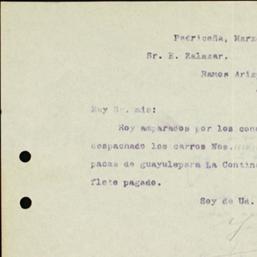 Pedriceña, Marz
Sr. E. Zalazar.
Ramos Ariz
Muy Sr. mio:
Hoy amparados por los con
despachado los carros Nos.
pacas de guayulepara La Contin
flete pagado.
Soy de Ud.